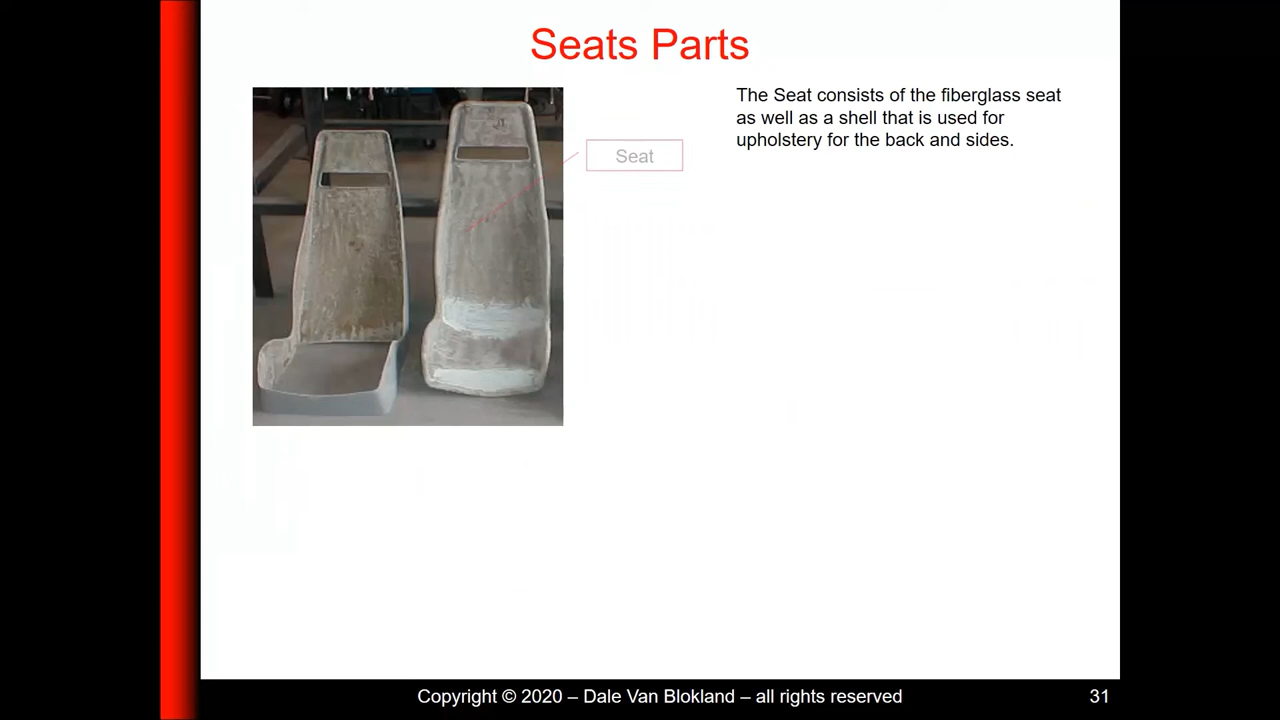 Seats Parts
The Seat consists of the fiberglass seat
as well as a shell that is used for
upholstery for the back and sides.
Seat
Copyright © 2020 – Dale Van Blokland – all rights reserved
31